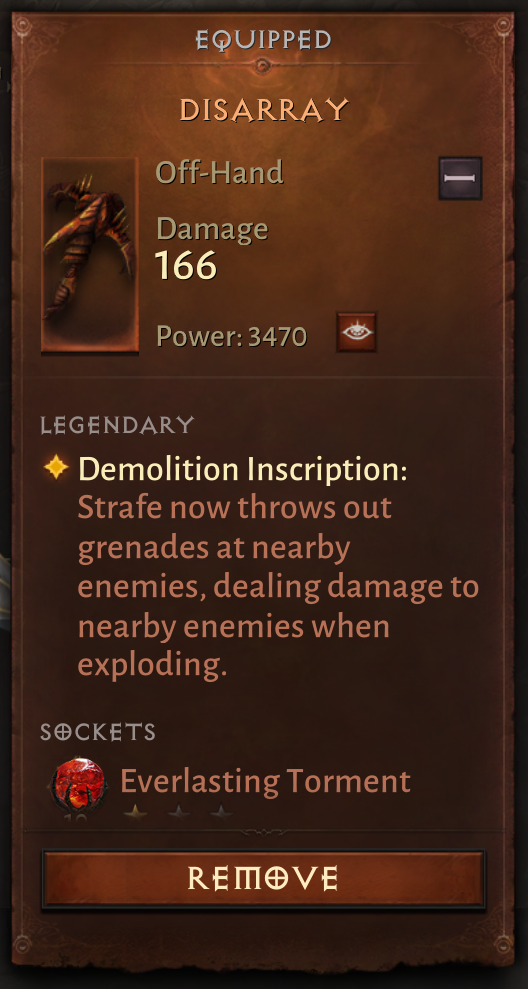 EQUIPPED
DISARRAY
Off-Hand
Damage
166
Power: 3470
LEGENDARY
Demolition Inscription:
Strafe now throws out
grenades at nearby
enemies, dealing damage to
nearby enemies when
exploding.
SOCKETS
Everlasting Torment
REMOVE